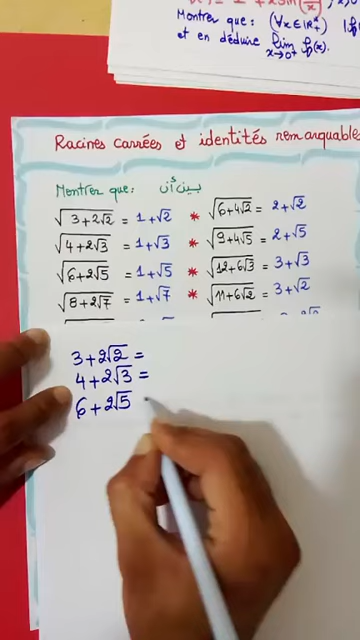 Montrer que: (∀x∈ℝ*₊)
et en déduire lim f(x).
x→0⁺
Racines carrées et identités remarquables
Montrer que: بين أن
√(3+2√2) = 1+√2 * √(6+4√2) = 2+√2
√(4+2√3) = 1+√3 * √(9+4√5) = 2+√5
√(6+2√5) = 1+√5 * √(12+6√3) = 3+√3
√(8+2√7) = 1+√7 * √(11+6√2) = 3+√2
3+2√2 =
4+2√3 =
6+2√5